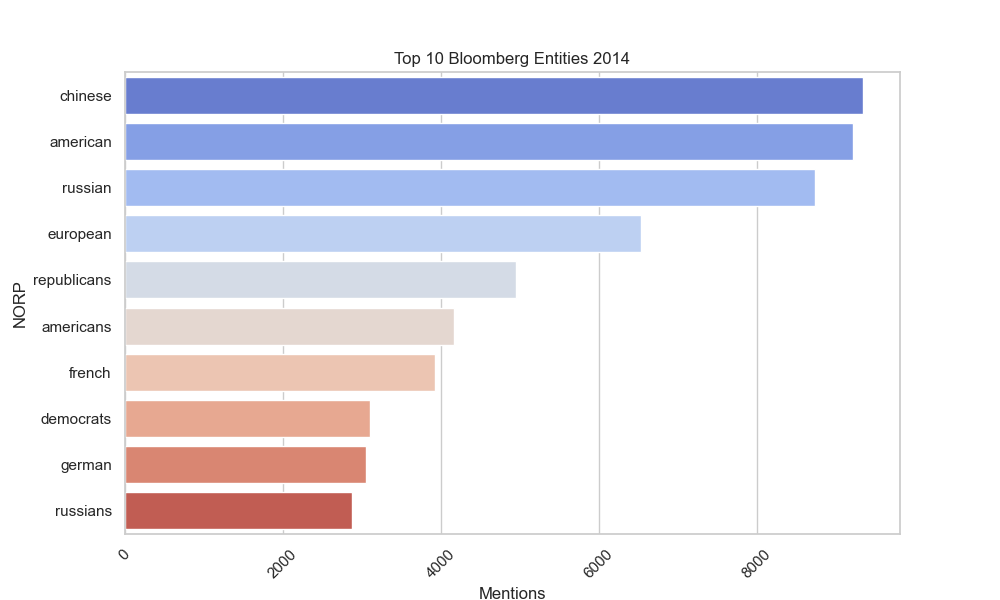 Top 10 Bloomberg Entities 2014
NORP
chinese
american
russian
european
republicans
americans
french
democrats
german
russians
0
2000
4000
6000
8000
Mentions